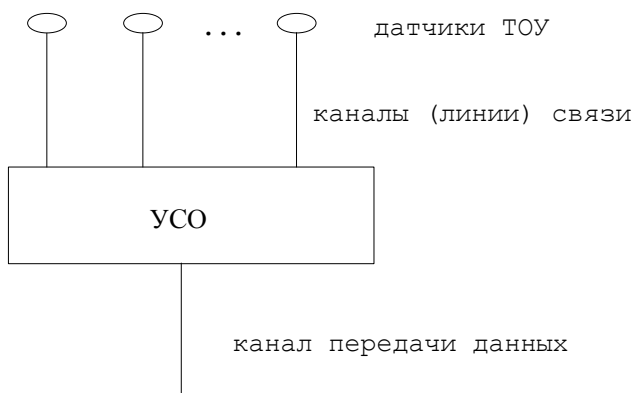 ... датчики ТОУ
каналы (линии) связи
УСО
канал передачи данных